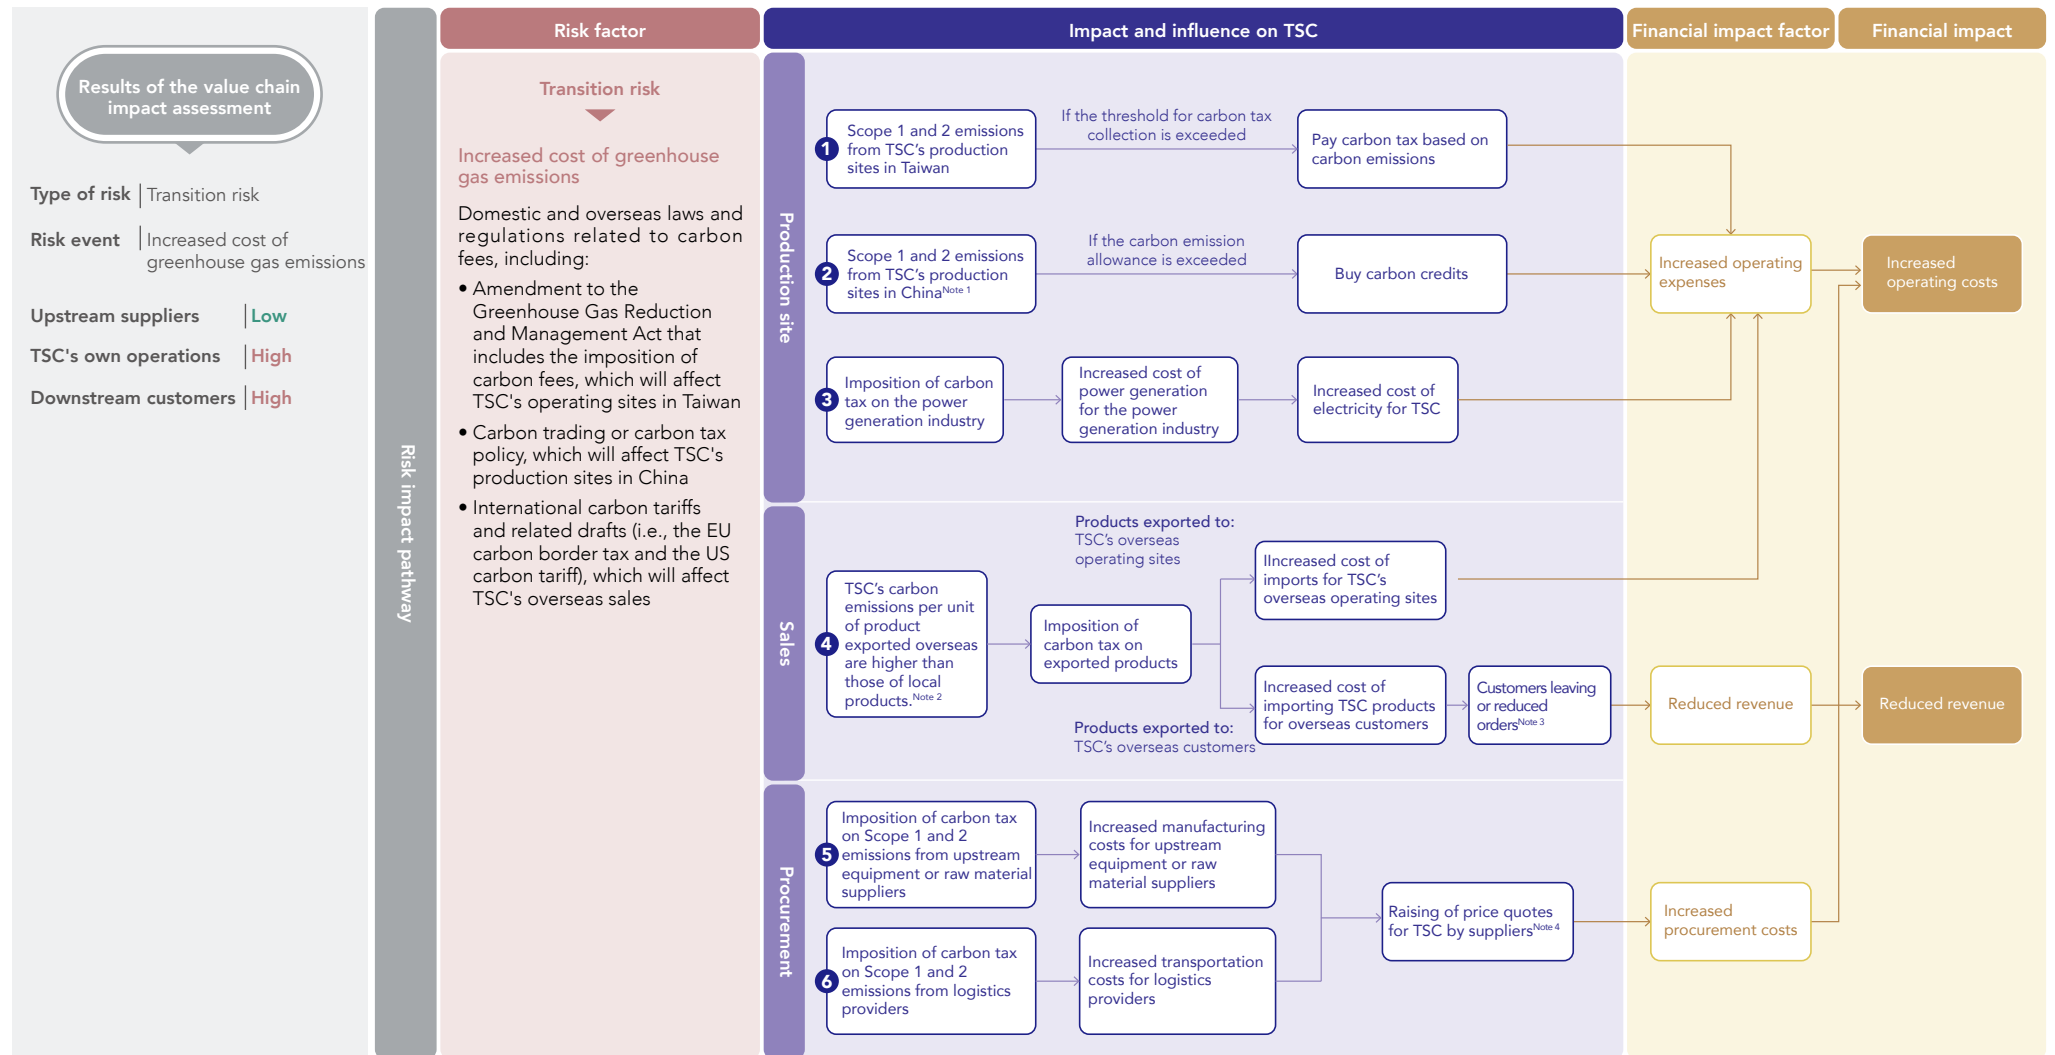 Results of the value chain
impact assessment
Type of risk
Transition risk
Risk event
Increased cost of
greenhouse gas emissions
Upstream suppliers
Low
TSC's own operations
High
Downstream customers
High
Risk impact pathway
Risk factor
Transition risk
Increased cost of greenhouse
gas emissions
Domestic and overseas laws and
regulations related to carbon
fees, including:
• Amendment to the
Greenhouse Gas Reduction
and Management Act that
includes the imposition of
carbon fees, which will affect
TSC's operating sites in Taiwan
• Carbon trading or carbon tax
policy, which will affect TSC's
production sites in China
• International carbon tariffs
and related drafts (i.e., the EU
carbon border tax and the US
carbon tariff), which will affect
TSC's overseas sales
Impact and influence on TSC
Production site
1
Scope 1 and 2 emissions
from TSC's production
sites in Taiwan
If the threshold for carbon tax
collection is exceeded
Pay carbon tax based on
carbon emissions
2
Scope 1 and 2 emissions
from TSC's production
sites in China Note 1
If the carbon emission
allowance is exceeded
Buy carbon credits
3
Imposition of carbon
tax on the power
generation industry
Increased cost of
power generation
for the power
generation industry
Increased cost of
electricity for TSC
Sales
4
TSC's carbon
emissions per unit
of product
exported overseas
are higher than
those of local
products. Note 2
Imposition of
carbon tax on
exported products
Products exported to:
TSC's overseas
operating sites
IIncreased cost of
imports for TSC's
overseas operating sites
Products exported to:
TSC's overseas customers
Increased cost of
importing TSC products
for overseas customers
Customers leaving
or reduced
orders Note 3
Procurement
5
Imposition of carbon tax
on Scope 1 and 2
emissions from upstream
equipment or raw material
suppliers
Increased manufacturing
costs for upstream
equipment or raw
material suppliers
6
Imposition of carbon tax
on Scope 1 and 2
emissions from logistics
providers
Increased transportation
costs for logistics
providers
Raising of price quotes
for TSC by suppliers Note 4
Financial impact factor
Increased operating
expenses
Reduced revenue
Increased
procurement costs
Financial impact
Increased
operating costs
Reduced revenue